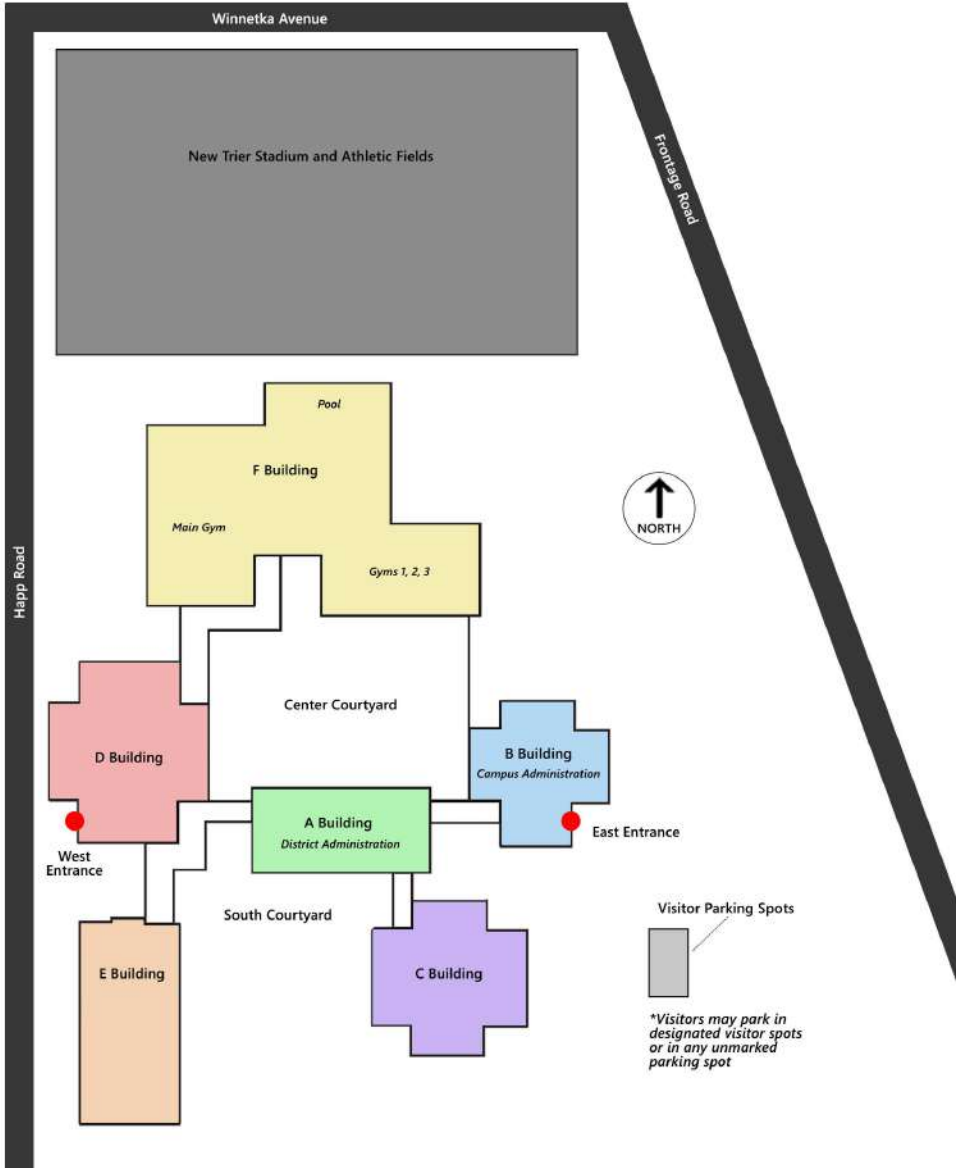 Winnetka Avenue
New Trier Stadium and Athletic Fields
Frontage Road
Happ Road
Pool
F Building
Main Gym
Gyms 1, 2, 3
NORTH
Center Courtyard
D Building
B Building
Campus Administration
A Building
District Administration
East Entrance
West
Entrance
South Courtyard
Visitor Parking Spots
E Building
C Building
*Visitors may park in
designated visitor spots
or in any unmarked
parking spot